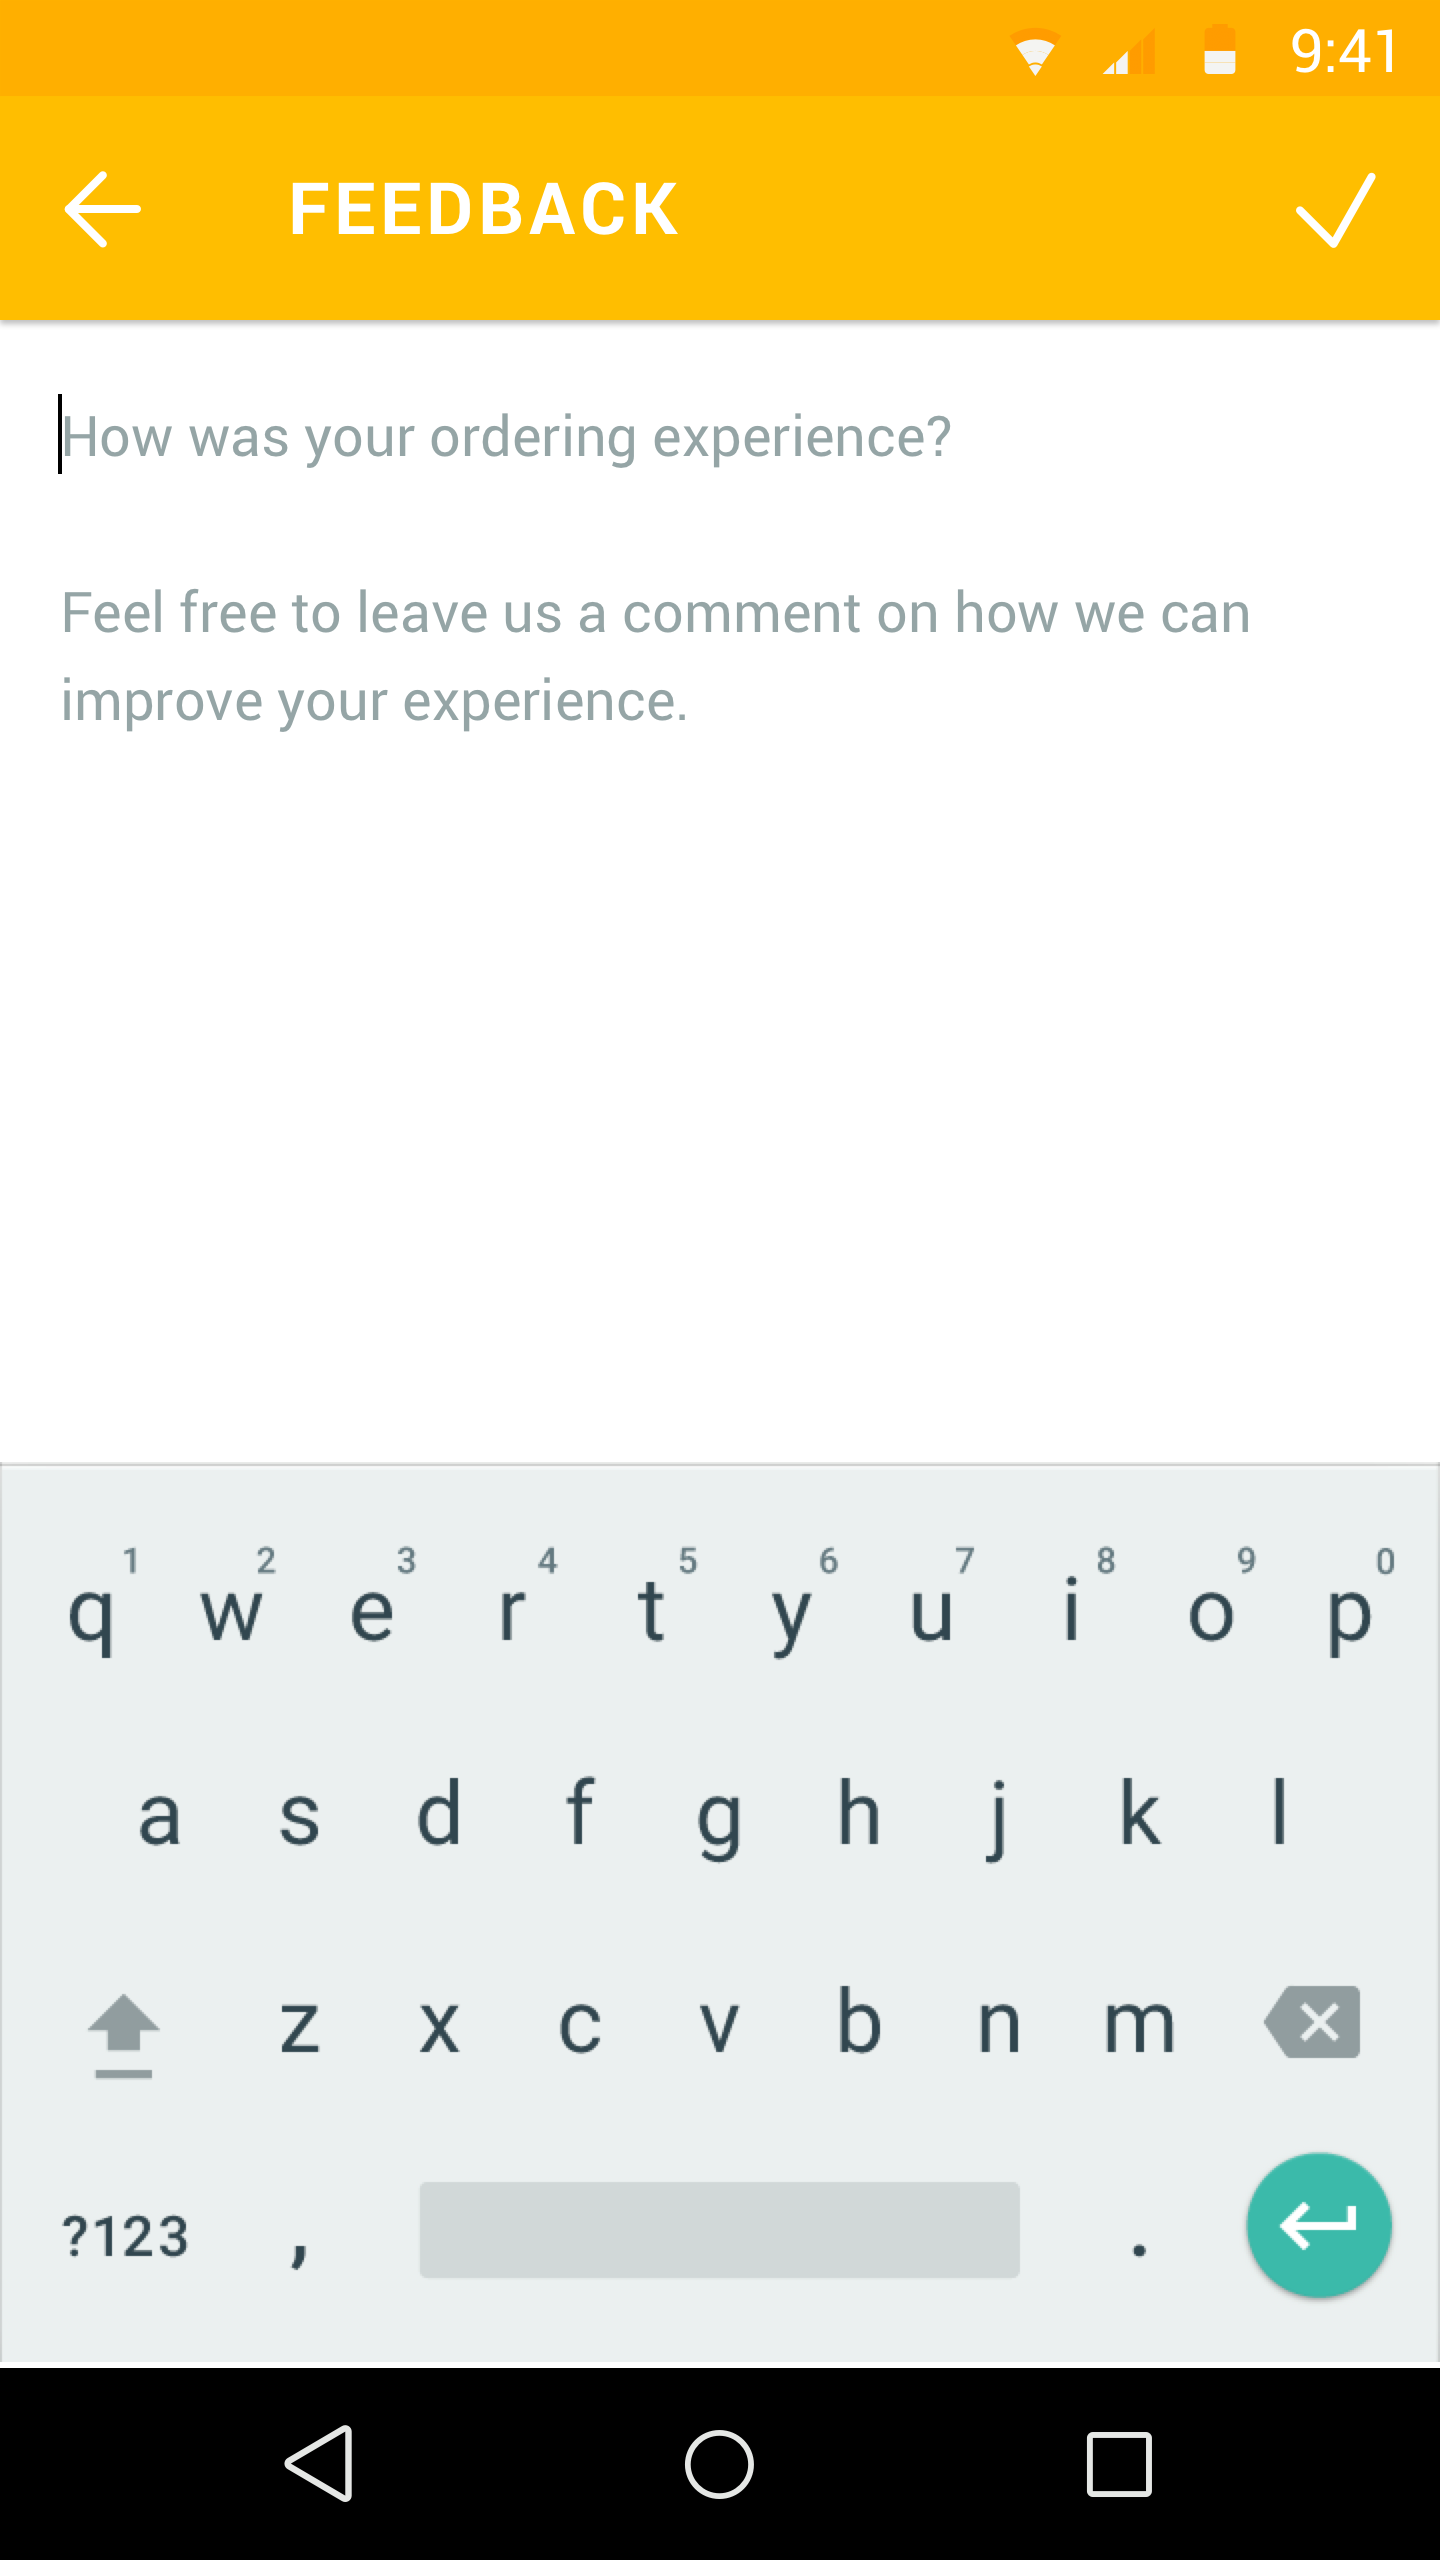 9:41
FEEDBACK
How was your ordering experience?
Feel free to leave us a comment on how we can
improve your experience.
1 2 3 4 5 6 7 8 9 0
q w e r t y u i o p
a s d f g h j k l
z x c v b n m
?123 , .